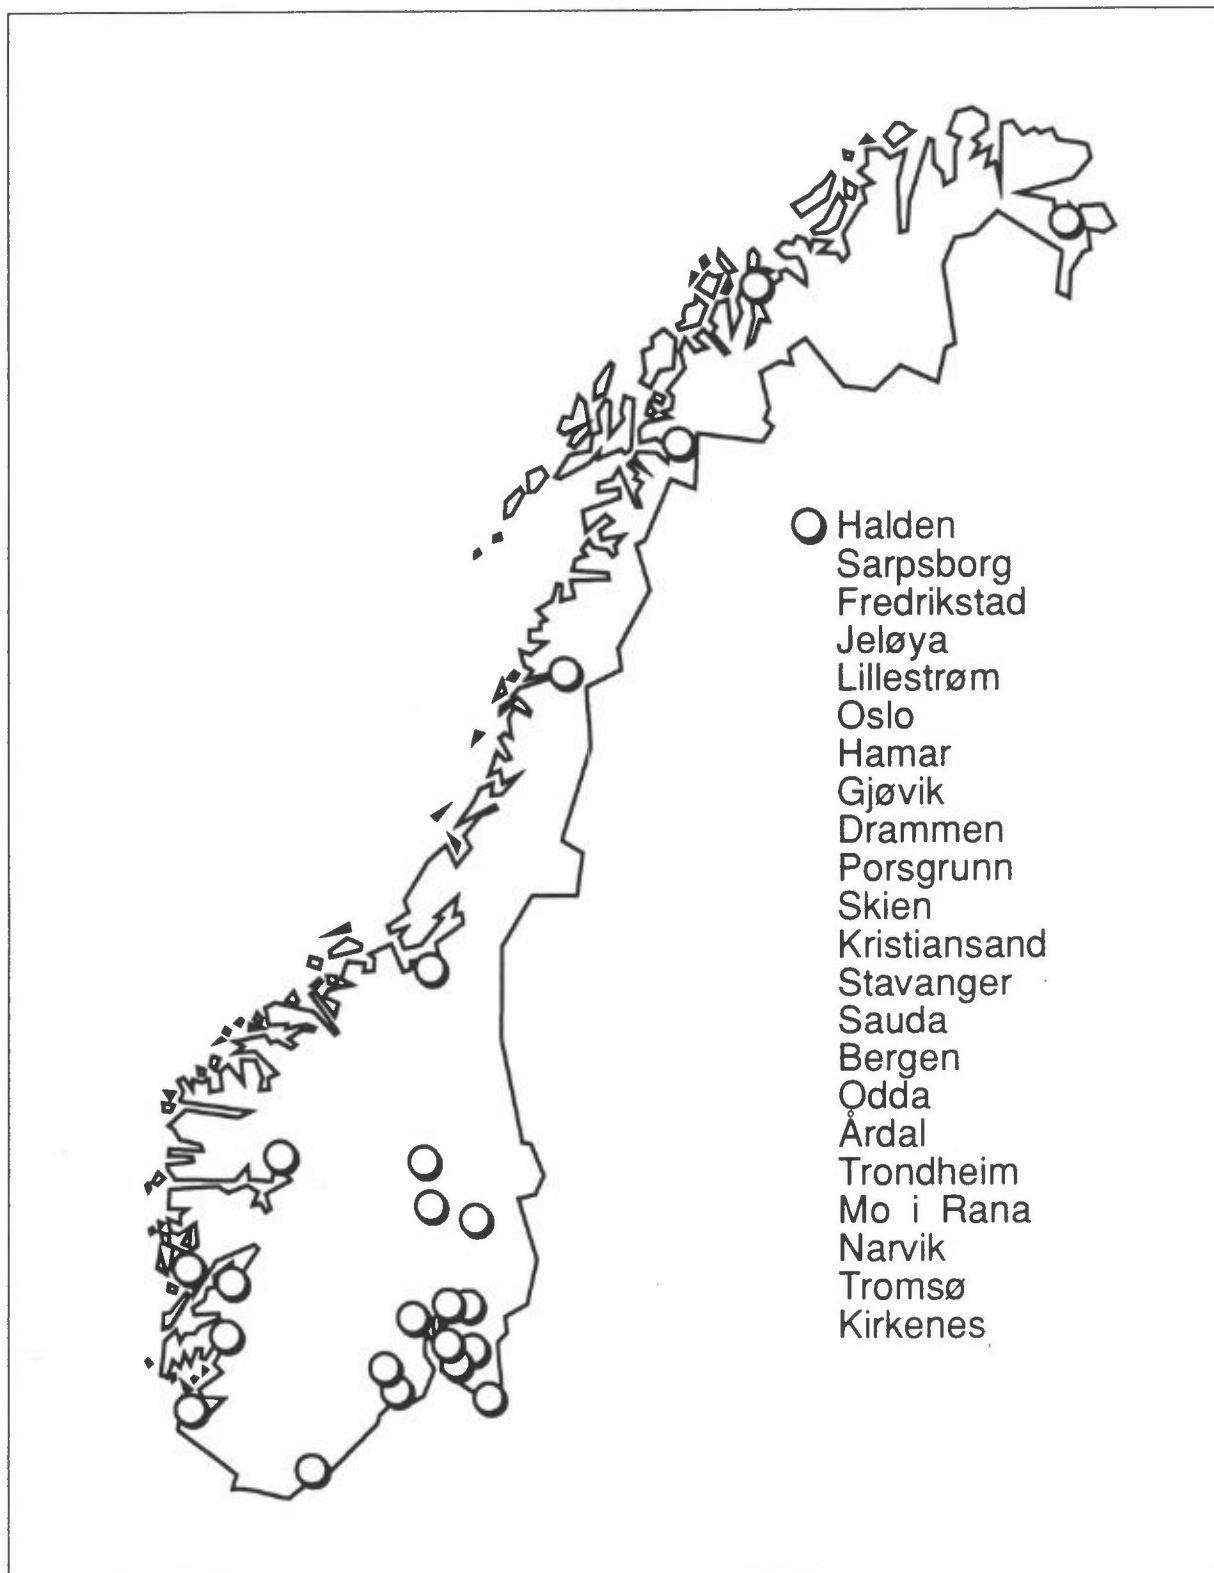 Halden
Sarpsborg
Fredrikstad
Jeløya
Lillestrøm
Oslo
Hamar
Gjøvik
Drammen
Porsgrunn
Skien
Kristiansand
Stavanger
Sauda
Bergen
Odda
Årdal
Trondheim
Mo i Rana
Narvik
Tromsø
Kirkenes